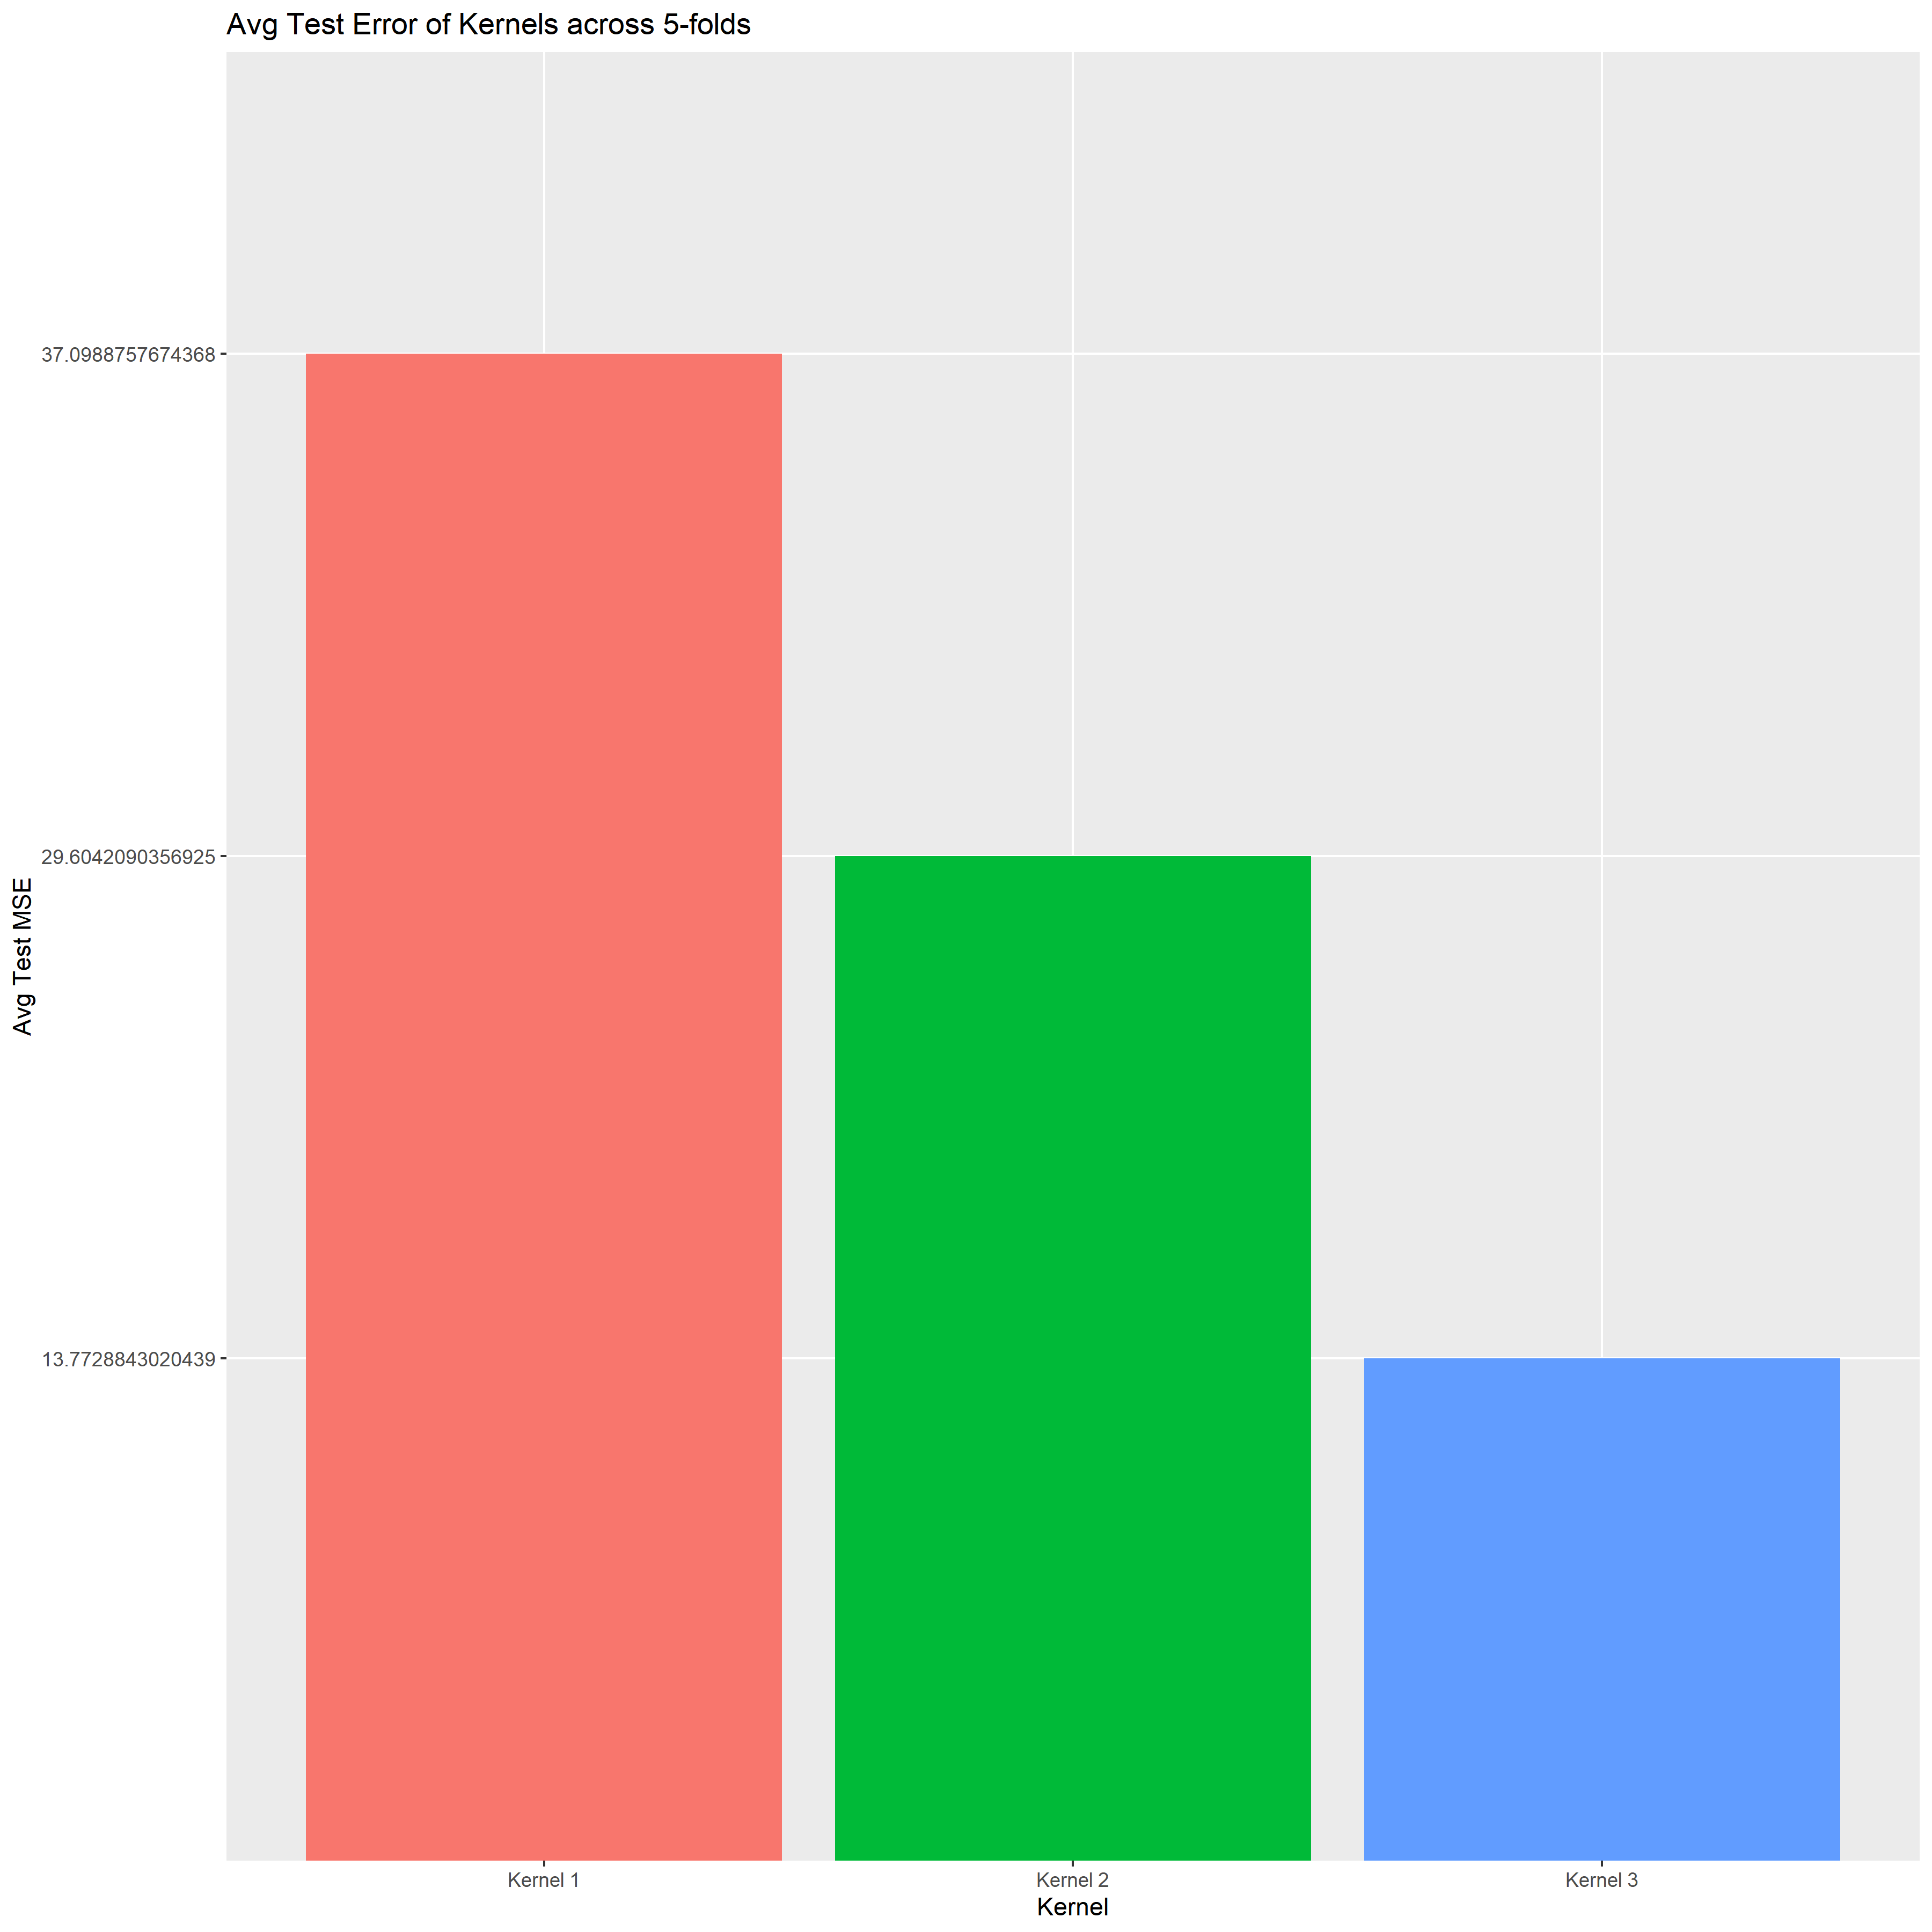 Avg Test Error of Kernels across 5-folds
37.0988757674368
29.6042090356925
13.7728843020439
Avg Test MSE
Kernel 1
Kernel 2
Kernel 3
Kernel